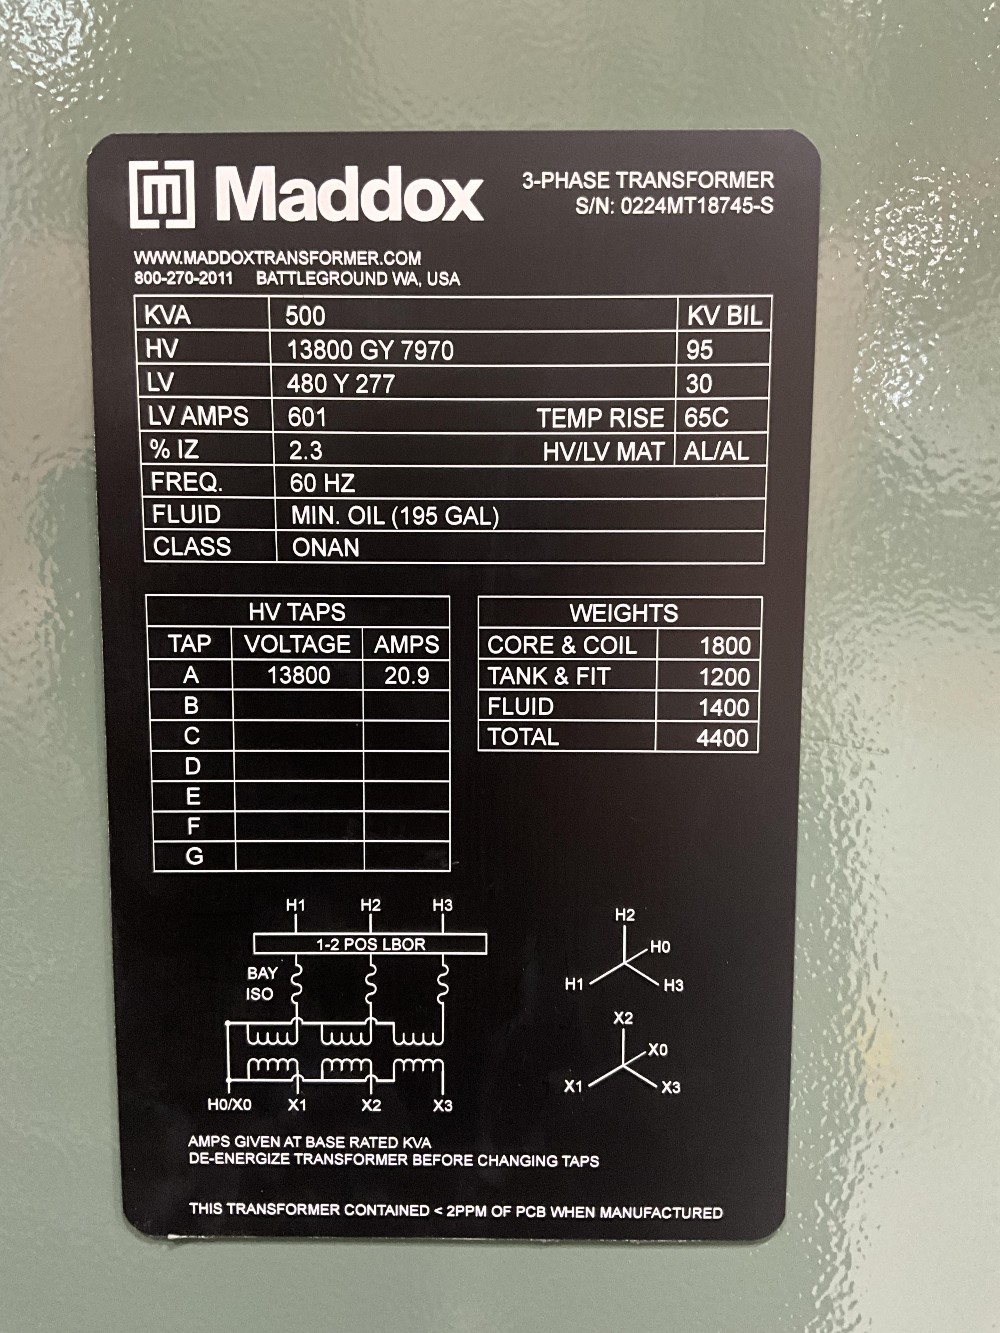 m Maddox
3-PHASE TRANSFORMER
S/N: 0224MT18745-S
WWW.MADDOXTRANSFORMER.COM
800-270-2011 BATTLEGROUND WA, USA
KVA 500 KV BIL
HV 13800 GY 7970 95
LV 480 Y 277 30
LV AMPS 601 TEMP RISE 65C
% IZ 2.3 HV/LV MAT AL/AL
FREQ. 60 HZ
FLUID MIN. OIL (195 GAL)
CLASS ONAN
HV TAPS
TAP VOLTAGE AMPS
A 13800 20.9
B
C
D
E
F
G
WEIGHTS
CORE & COIL 1800
TANK & FIT 1200
FLUID 1400
TOTAL 4400
H1 H2 H3
1-2 POS LBOR
BAY
ISO
H0/X0 X1 X2 X3
H2
H0
H1 H3
X2
X0
X1 X3
AMPS GIVEN AT BASE RATED KVA
DE-ENERGIZE TRANSFORMER BEFORE CHANGING TAPS
THIS TRANSFORMER CONTAINED < 2PPM OF PCB WHEN MANUFACTURED